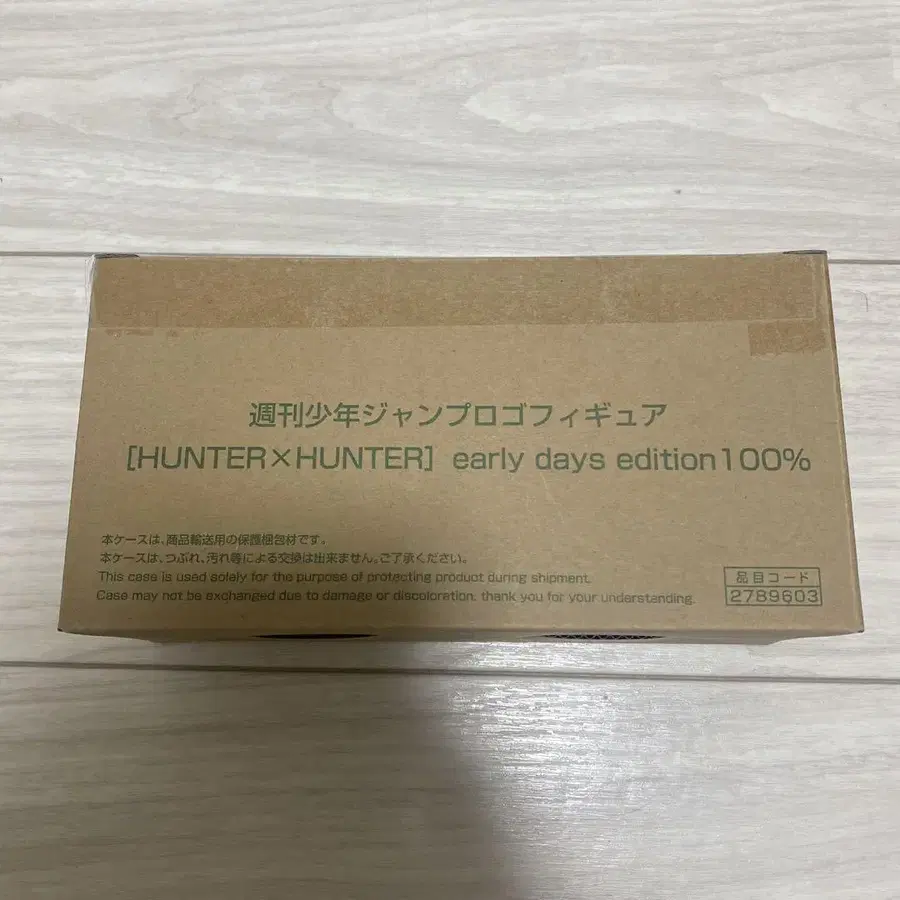 週刊少年ジャンプロゴフィギュア
[HUNTER×HUNTER] early days edition100%
本ケースは、商品輸送用の保護梱包材です。
本ケースは、つぶれ、汚れ等による交換は出来ません。ご了承ください。
This case is used solely for the purpose of protecting product during shipment.
Case may not be exchanged due to damage or discoloration. thank you for your understanding.
品目コード
2789603